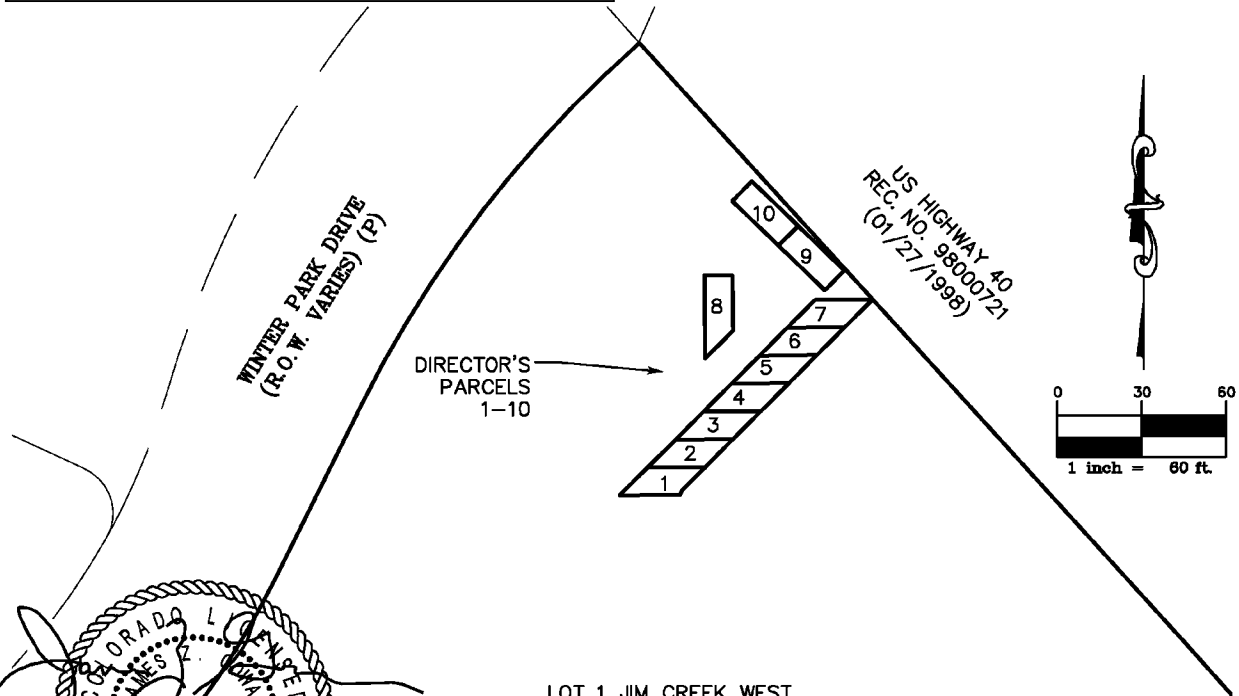 WINTER PARK DRIVE
(R.O.W. VARIES) (P)
US HIGHWAY 40
REC. NO. 98000721
(01/27/1998)
10
9
8
7
6
5
4
3
2
1
DIRECTOR'S
PARCELS
1-10
0 30 60
1 inch = 60 ft.
COLORADO LICENSED
JAMES Z.
LOT 1 JIM CREEK WEST